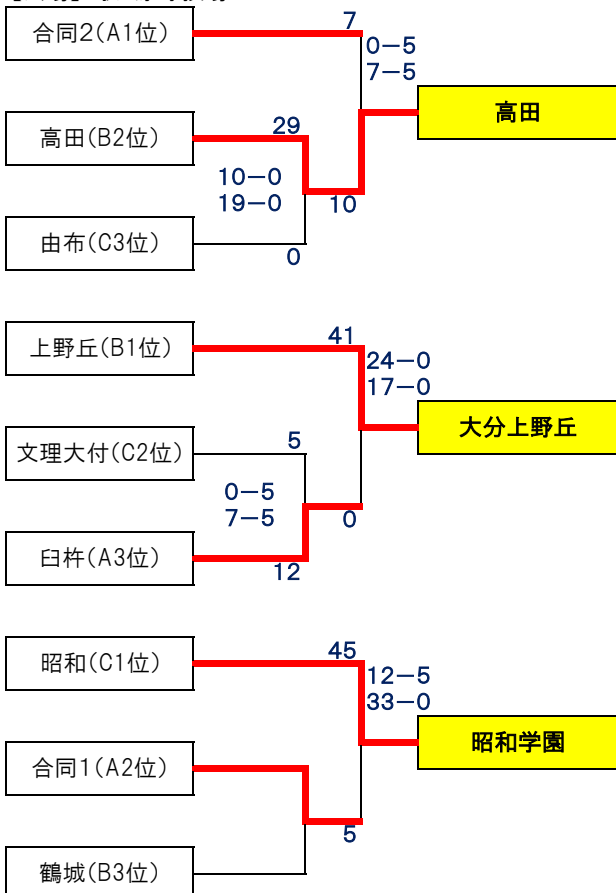 合同2(A1位)
7
0-5
7-5
高田
高田(B2位)
29
10-0
19-0
10
由布(C3位)
0
上野丘(B1位)
41
24-0
17-0
大分上野丘
文理大付(C2位)
5
0-5
7-5
0
臼杵(A3位)
12
昭和(C1位)
45
12-5
33-0
昭和学園
合同1(A2位)
5
鶴城(B3位)